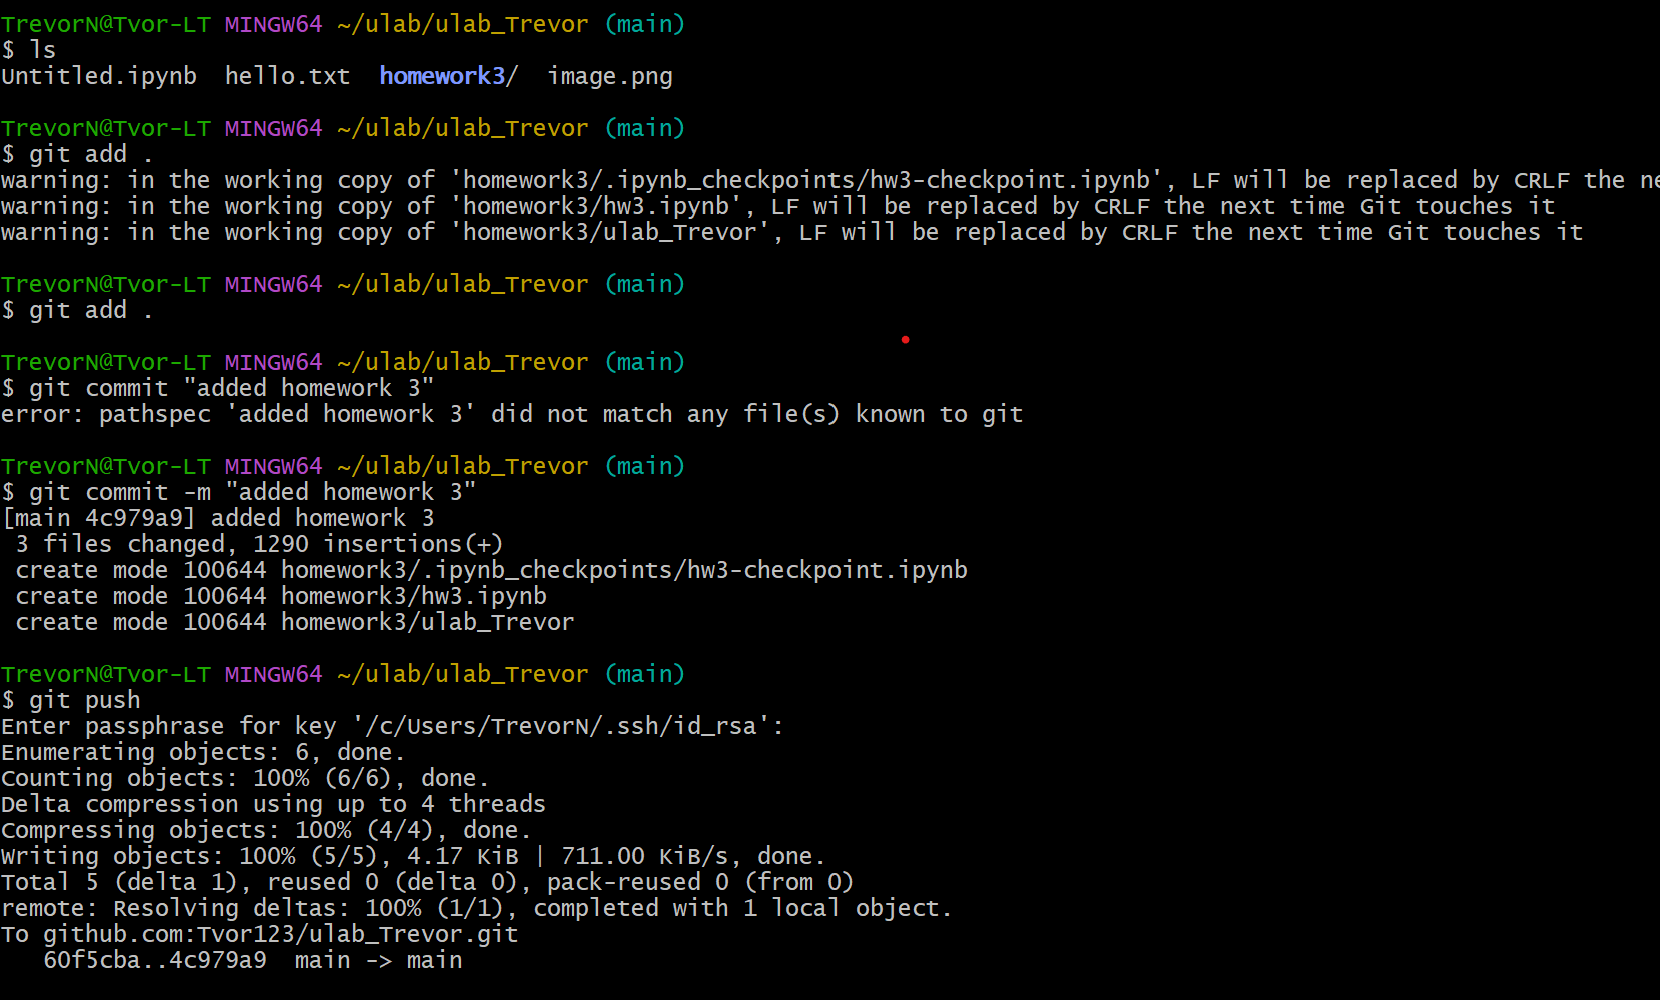 TrevorN@Tvor-LT MINGW64 ~/ulab/ulab_Trevor (main)
$ ls
Untitled.ipynb  hello.txt  homework3/  image.png
TrevorN@Tvor-LT MINGW64 ~/ulab/ulab_Trevor (main)
$ git add .
warning: in the working copy of 'homework3/.ipynb_checkpoints/hw3-checkpoint.ipynb', LF will be replaced by CRLF the ne
warning: in the working copy of 'homework3/hw3.ipynb', LF will be replaced by CRLF the next time Git touches it
warning: in the working copy of 'homework3/ulab_Trevor', LF will be replaced by CRLF the next time Git touches it
TrevorN@Tvor-LT MINGW64 ~/ulab/ulab_Trevor (main)
$ git add .
TrevorN@Tvor-LT MINGW64 ~/ulab/ulab_Trevor (main)
$ git commit "added homework 3"
error: pathspec 'added homework 3' did not match any file(s) known to git
TrevorN@Tvor-LT MINGW64 ~/ulab/ulab_Trevor (main)
$ git commit -m "added homework 3"
[main 4c979a9] added homework 3
 3 files changed, 1290 insertions(+)
 create mode 100644 homework3/.ipynb_checkpoints/hw3-checkpoint.ipynb
 create mode 100644 homework3/hw3.ipynb
 create mode 100644 homework3/ulab_Trevor
TrevorN@Tvor-LT MINGW64 ~/ulab/ulab_Trevor (main)
$ git push
Enter passphrase for key '/c/Users/TrevorN/.ssh/id_rsa':
Enumerating objects: 6, done.
Counting objects: 100% (6/6), done.
Delta compression using up to 4 threads
Compressing objects: 100% (4/4), done.
Writing objects: 100% (5/5), 4.17 KiB | 711.00 KiB/s, done.
Total 5 (delta 1), reused 0 (delta 0), pack-reused 0 (from 0)
remote: Resolving deltas: 100% (1/1), completed with 1 local object.
To github.com:Tvor123/ulab_Trevor.git
   60f5cba..4c979a9  main -> main